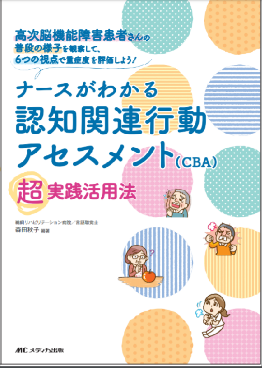 高次脳機能障害患者さんの
普段の様子を観察して、
6つの視点で重症度を評価しよう!
ナースがわかる
認知関連行動
アセスメント(CBA)
超実践活用法
森田秋子 編著
MC メディカ出版